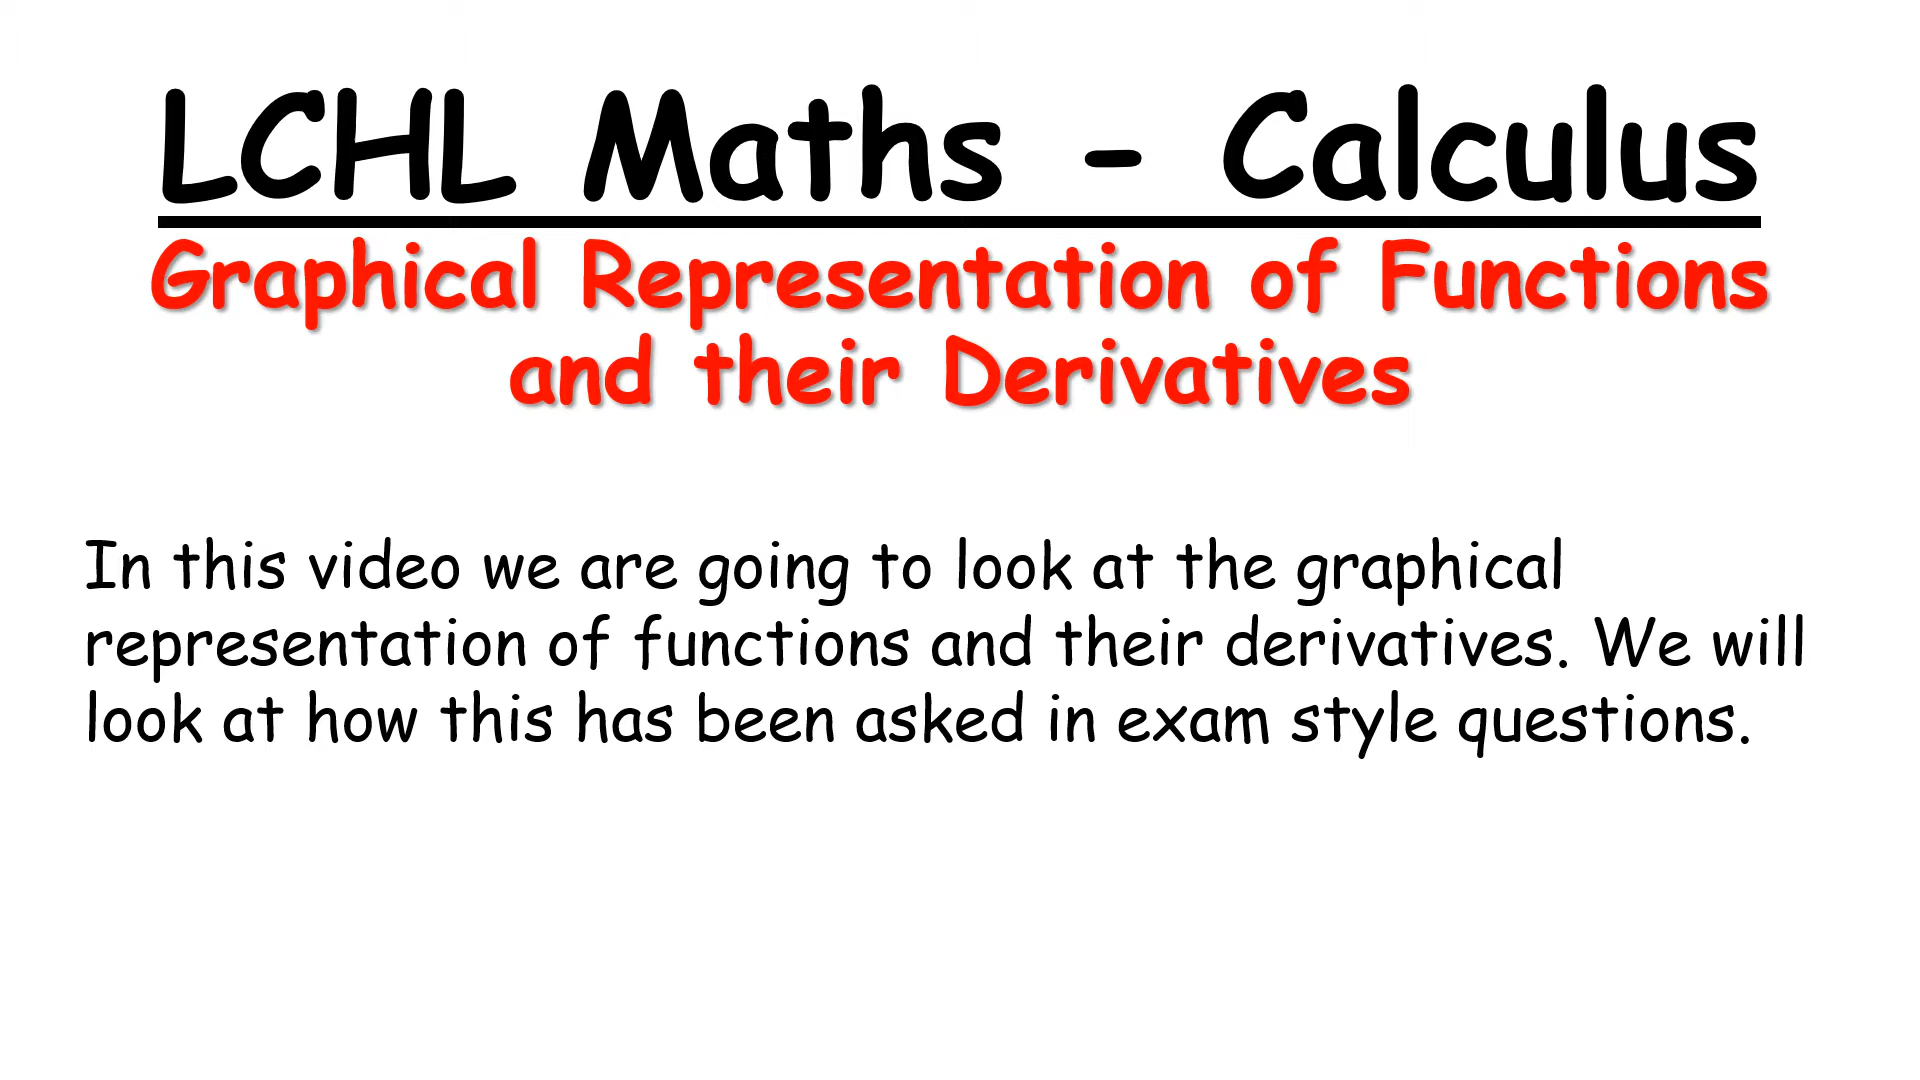 LCHL Maths - Calculus
Graphical Representation of Functions
and their Derivatives
In this video we are going to look at the graphical
representation of functions and their derivatives. We will
look at how this has been asked in exam style questions.